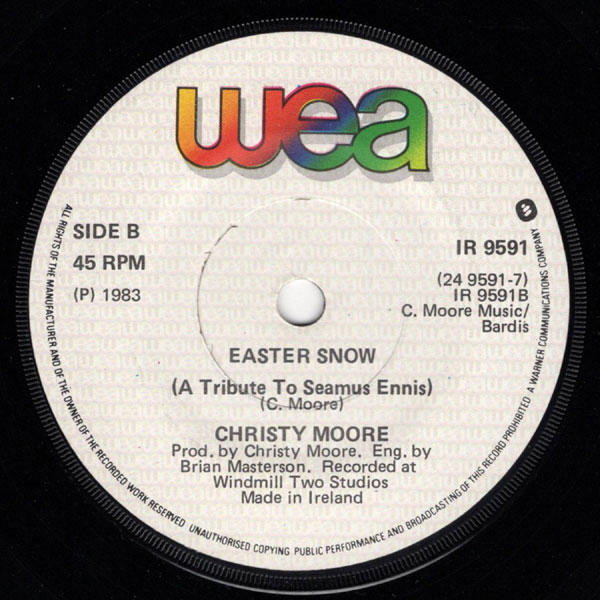 wea
SIDE B
45 RPM
(P) 1983
IR 9591
(24 9591-7)
IR 9591B
C. Moore Music/
Bardis
EASTER SNOW
(A Tribute To Seamus Ennis)
(C. Moore)
CHRISTY MOORE
Prod. by Christy Moore. Eng. by
Brian Masterson. Recorded at
Windmill Two Studios
Made in Ireland
ALL RIGHTS OF THE MANUFACTURER AND OF THE OWNER OF THE RECORDED WORK RESERVED UNAUTHORISED COPYING PUBLIC PERFORMANCE AND BROADCASTING OF THIS RECORD PROHIBITED A WARNER COMMUNICATIONS COMPANY